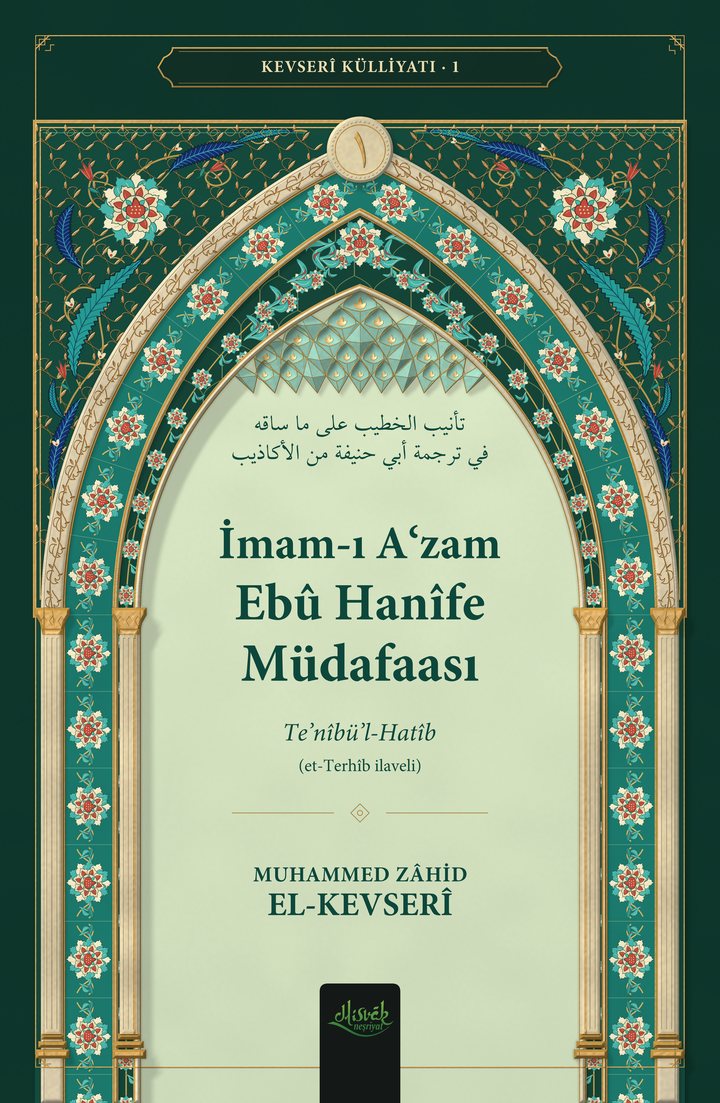 KEVSERÎ KÜLLİYATI · 1
١
تأنيب الخطيب على ما ساقه
في ترجمة أبي حنيفة من الأكاذيب
İmam-ı A‘zam
Ebû Hanîfe
Müdafaası
Te’nîbü’l-Hatîb
(et-Terhîb ilaveli)
MUHAMMED ZÂHİD
EL-KEVSERÎ
Misvâk
neşriyat